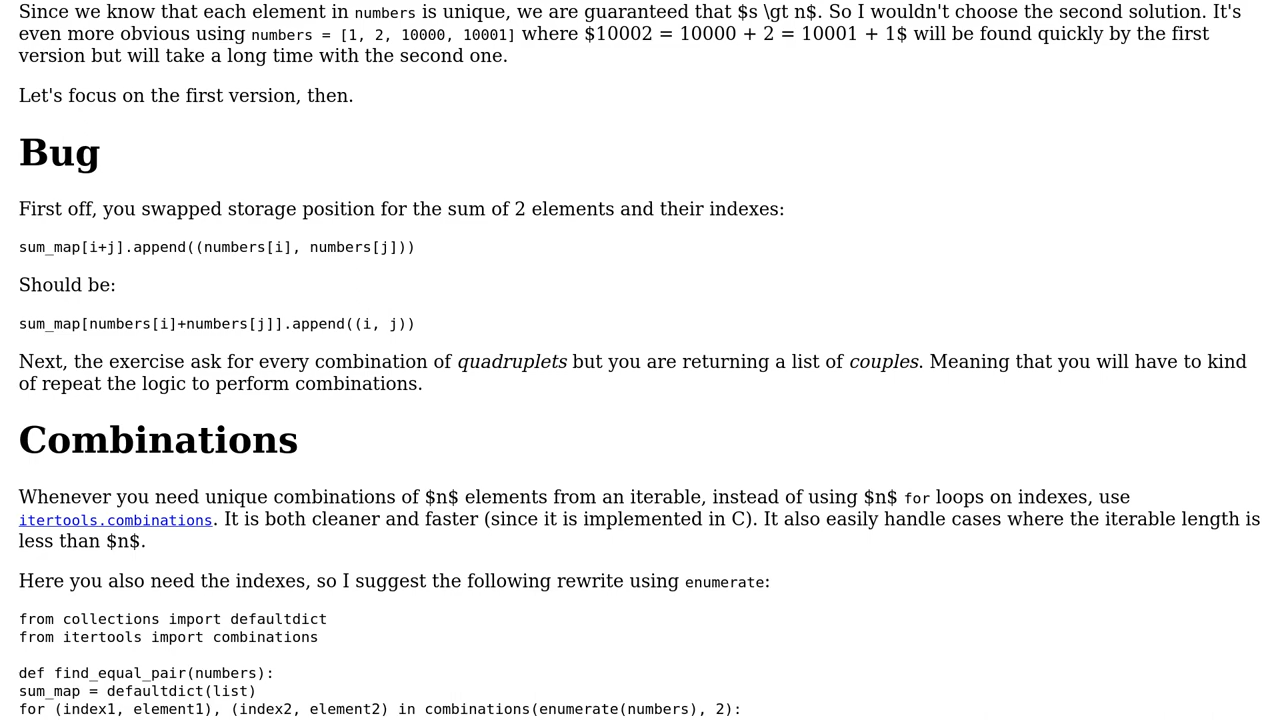 Since we know that each element in numbers is unique, we are guaranteed that $s \gt n$. So I wouldn't choose the second solution. It's
even more obvious using numbers = [1, 2, 10000, 10001] where $10002 = 10000 + 2 = 10001 + 1$ will be found quickly by the first
version but will take a long time with the second one.
Let's focus on the first version, then.
Bug
First off, you swapped storage position for the sum of 2 elements and their indexes:
sum_map[i+j].append((numbers[i], numbers[j]))
Should be:
sum_map[numbers[i]+numbers[j]].append((i, j))
Next, the exercise ask for every combination of quadruplets but you are returning a list of couples. Meaning that you will have to kind
of repeat the logic to perform combinations.
Combinations
Whenever you need unique combinations of $n$ elements from an iterable, instead of using $n$ for loops on indexes, use
itertools.combinations. It is both cleaner and faster (since it is implemented in C). It also easily handle cases where the iterable length is
less than $n$.
Here you also need the indexes, so I suggest the following rewrite using enumerate:
from collections import defaultdict
from itertools import combinations
def find_equal_pair(numbers):
sum_map = defaultdict(list)
for (index1, element1), (index2, element2) in combinations(enumerate(numbers), 2):